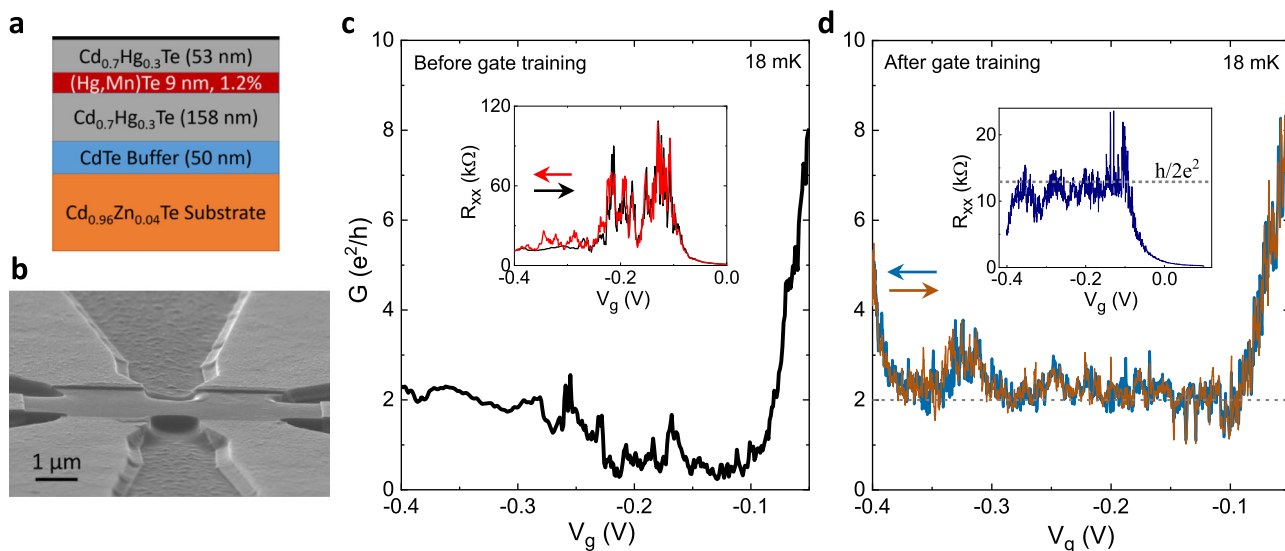 a
Cd0.7Hg0.3Te (53 nm)
(Hg,Mn)Te 9 nm, 1.2%
Cd0.7Hg0.3Te (158 nm)
CdTe Buffer (50 nm)
Cd0.96Zn0.04Te Substrate
b
1 μm
c
Before gate training
18 mK
G (e²/h)
10
8
6
4
2
0
-0.4
-0.3
-0.2
-0.1
Vg (V)
Rxx (kΩ)
120
60
0
-0.4
-0.2
0.0
Vg (V)
d
After gate training
18 mK
10
8
6
4
2
0
-0.4
-0.3
-0.2
-0.1
Vg (V)
Rxx (kΩ)
20
10
0
h/2e²
-0.4
-0.2
0.0
Vg (V)